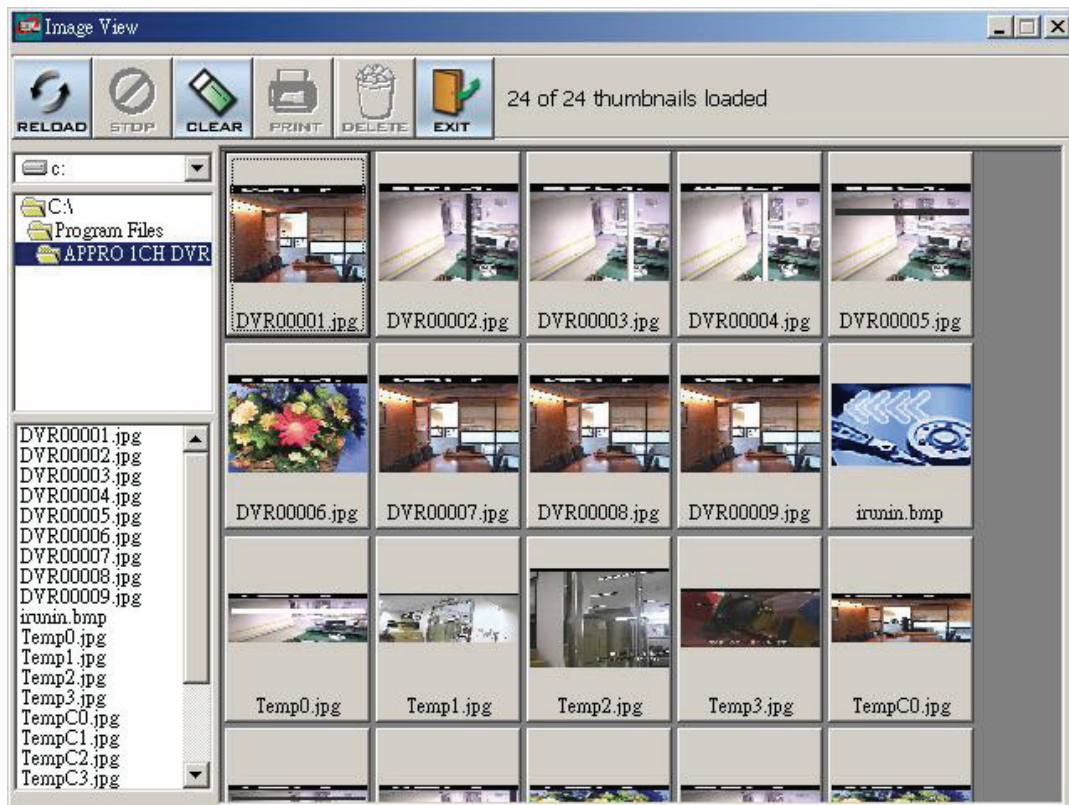 Image View
RELOAD STOP CLEAR PRINT DELETE EXIT
24 of 24 thumbnails loaded
c:
C:\
Program Files
APPRO 1CH DVR
DVR00001.jpg
DVR00002.jpg
DVR00003.jpg
DVR00004.jpg
DVR00005.jpg
DVR00006.jpg
DVR00007.jpg
DVR00008.jpg
DVR00009.jpg
irunin.bmp
Temp0.jpg
Temp1.jpg
Temp2.jpg
Temp3.jpg
TempC0.jpg
TempC1.jpg
TempC2.jpg
TempC3.jpg
DVR00001.jpg DVR00002.jpg DVR00003.jpg DVR00004.jpg DVR00005.jpg
DVR00006.jpg DVR00007.jpg DVR00008.jpg DVR00009.jpg irunin.bmp
Temp0.jpg Temp1.jpg Temp2.jpg Temp3.jpg TempC0.jpg